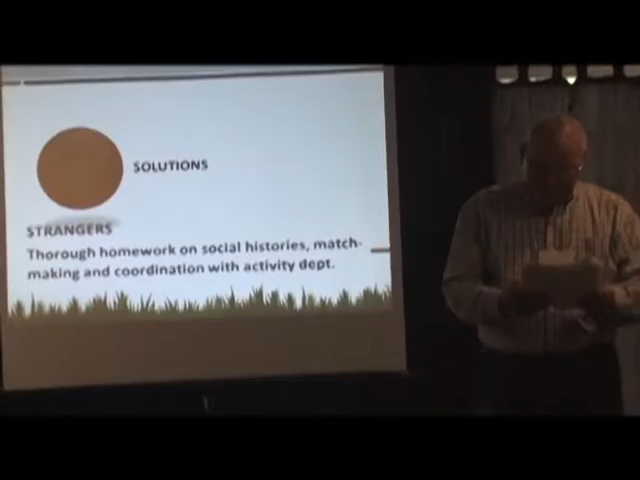 SOLUTIONS
STRANGERS
Thorough homework on social histories, match-
making and coordination with activity dept.